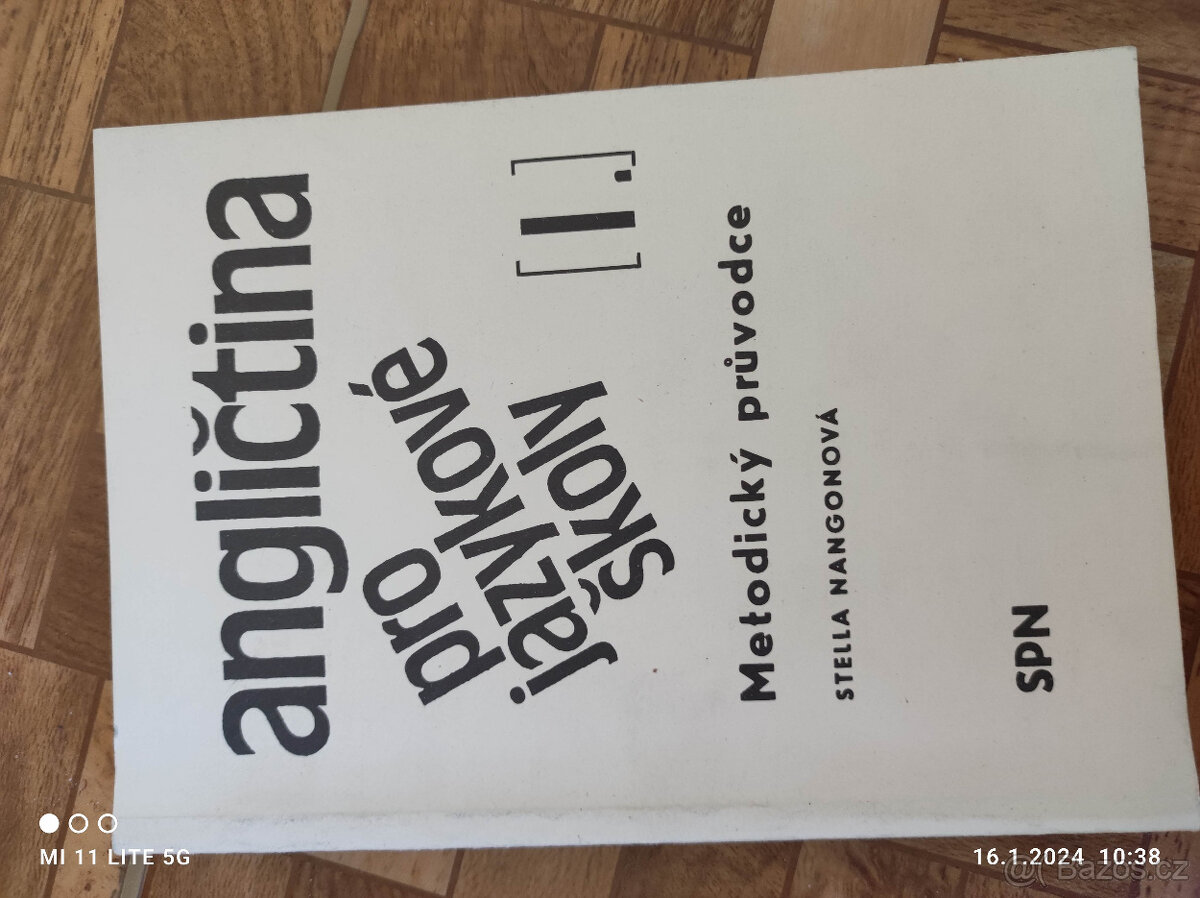 angličtina
pro
jazykové
školy
[I.]
Metodický průvodce
STELLA NANGONOVÁ
SPN
MI 11 LITE 5G
16.1.2024 10:38
@( Bazoš.cz